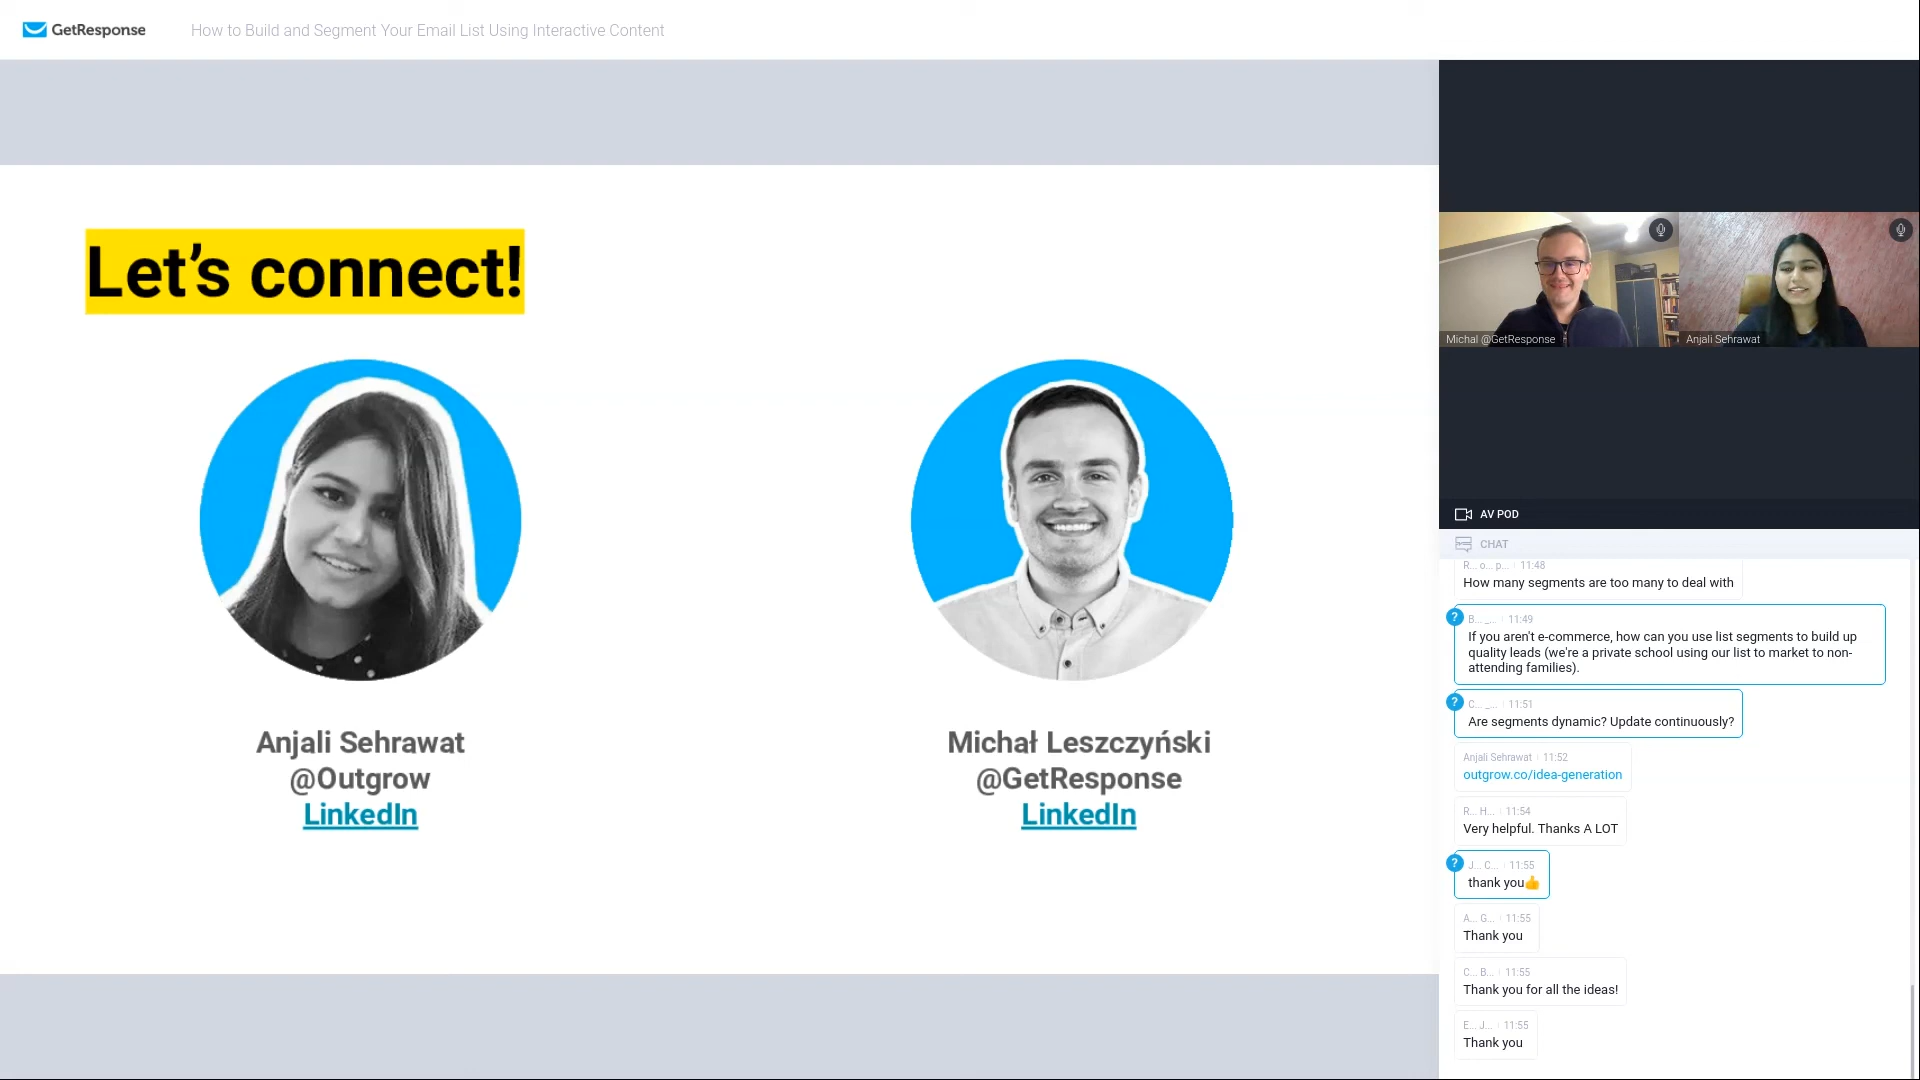 GetResponse
How to Build and Segment Your Email List Using Interactive Content
Let's connect!
Anjali Sehrawat
@Outgrow
LinkedIn
Michał Leszczyński
@GetResponse
LinkedIn
Michal @GetResponse
Anjali Sehrawat
AV POD
CHAT
R... o... p... 11:48
How many segments are too many to deal with
?
B... _... 11:49
If you aren't e-commerce, how can you use list segments to build up
quality leads (we're a private school using our list to market to non-
attending families).
?
C... _... 11:51
Are segments dynamic? Update continuously?
Anjali Sehrawat 11:52
outgrow.co/idea-generation
R... H... 11:54
Very helpful. Thanks A LOT
?
J... C... 11:55
thank you👍
A... G... 11:55
Thank you
C... B... 11:55
Thank you for all the ideas!
E... J... 11:55
Thank you